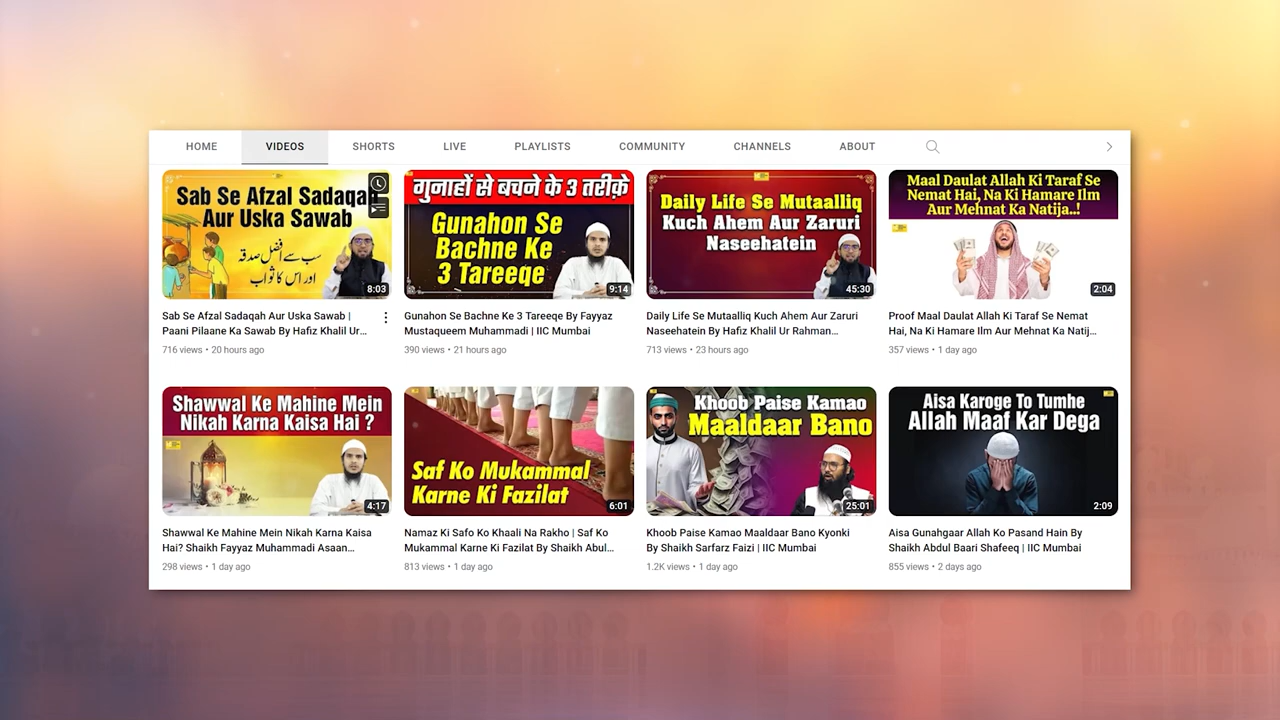 HOME VIDEOS SHORTS LIVE PLAYLISTS COMMUNITY CHANNELS ABOUT
Sab Se Afzal Sadaqah
Aur Uska Sawab
سب سے افضل صدقہ
اور اس کا ثواب
8:03
गुनाहों से बचने के 3 तरीक़े
Gunahon Se
Bachne Ke
3 Tareeqe
9:14
Daily Life Se Mutaalliq
Kuch Ahem Aur Zaruri
Naseehatein
45:30
Maal Daulat Allah Ki Taraf Se
Nemat Hai, Na Ki Hamare Ilm
Aur Mehnat Ka Natija..!
2:04
Sab Se Afzal Sadaqah Aur Uska Sawab |
Paani Pilaane Ka Sawab By Hafiz Khalil Ur...
716 views • 20 hours ago
Gunahon Se Bachne Ke 3 Tareeqe By Fayyaz
Mustaqueem Muhammadi | IIC Mumbai
390 views • 21 hours ago
Daily Life Se Mutaalliq Kuch Ahem Aur Zaruri
Naseehatein By Hafiz Khalil Ur Rahman...
713 views • 23 hours ago
Proof Maal Daulat Allah Ki Taraf Se Nemat
Hai, Na Ki Hamare Ilm Aur Mehnat Ka Natij...
357 views • 1 day ago
Shawwal Ke Mahine Mein
Nikah Karna Kaisa Hai ?
4:17
Saf Ko Mukammal
Karne Ki Fazilat
6:01
Khoob Paise Kamao
Maaldaar Bano
25:01
Aisa Karoge To Tumhe
Allah Maaf Kar Dega
2:09
Shawwal Ke Mahine Mein Nikah Karna Kaisa
Hai? Shaikh Fayyaz Muhammadi Asaan...
298 views • 1 day ago
Namaz Ki Safo Ko Khaali Na Rakho | Saf Ko
Mukammal Karne Ki Fazilat By Shaikh Abul...
813 views • 1 day ago
Khoob Paise Kamao Maaldaar Bano Kyonki
By Shaikh Sarfarz Faizi | IIC Mumbai
1.2K views • 1 day ago
Aisa Gunahgaar Allah Ko Pasand Hain By
Shaikh Abdul Baari Shafeeq | IIC Mumbai
855 views • 2 days ago